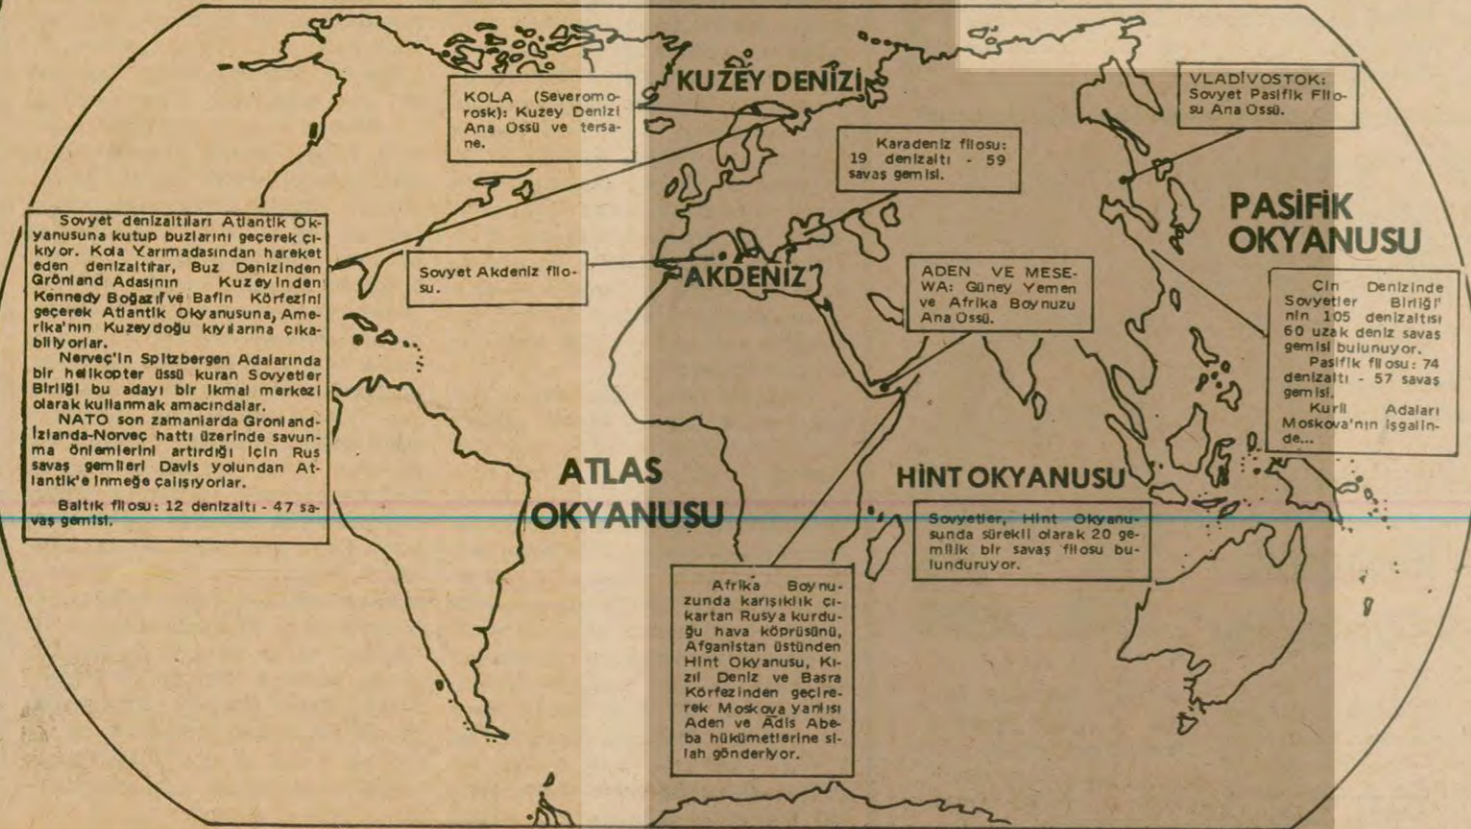 KUZEY DENİZİ
KOLA (Severomo-
rosk): Kuzey Denizi
Ana Ossü ve tersa-
ne.
VLADİVOSTOK:
Sovyet Pasifik Filo-
su Ana Ossü.
Karadeniz filosu:
19 denizaltı - 59
savaş gemisi.
PASİFİK
OKYANUSU
Sovyet denizaltıları Atlantik Ok-
yanusuna kutup buzlarını geçerek çı-
kıyor. Kola Yarımadasından hareket
eden denizaltıtar, Buz Denizinden
Grönland Adasının Kuzeyinden
Kennedy Boğazıf ve Bafin Körfezini
geçerek Atlantik Okyanusuna, Ame-
rika'nın Kuzeydoğu kıyılarına çıka-
biliyorlar.
Nerveç'in Spitzbergen Adalarında
bir helikopter üssü kuran Sovyetler
Birliği bu adayı bir ikmal merkezi
olarak kullanmak amacındalar.
NATO son zamanlarda Gronland-
İzlanda-Norveç hattı üzerinde savun-
ma önlemlerini artırdığı için Rus
savaş gemileri Davis yolundan At-
lantik'e inmeğe çalışıyorlar.
Baltık filosu: 12 denizaltı - 47 sa-
vaş gemisi.
Sovyet Akdeniz filo-
su.
AKDENİZ
ADEN VE MESE-
WA: Güney Yemen
ve Afrika Boynuzu
Ana Ossü.
Çin Denizinde
Sovyetler Birliği'
nin 105 denizaltısı
60 uzak deniz savaş
gemisi bulunuyor.
Pasifik filosu: 74
denizaltı - 57 savaş
gemisi.
Kuril Adaları
Moskova'nın işgalin-
de...
ATLAS
OKYANUSU
HİNT OKYANUSU
Sovyetler, Hint Okyanu-
sunda sürekli olarak 20 ge-
milik bir savaş filosu bu-
lunduruyor.
Afrika Boynu-
zunda karışıklık çı-
kartan Rusya kurdu-
ğu hava köprüsünü,
Afganistan üstünden
Hint Okyanusu, Kı-
zıl Deniz ve Basra
Körfezinden geçire-
rek Moskova yanlısı
Aden ve Adis Abe-
ba hükümetlerine si-
lah gönderiyor.